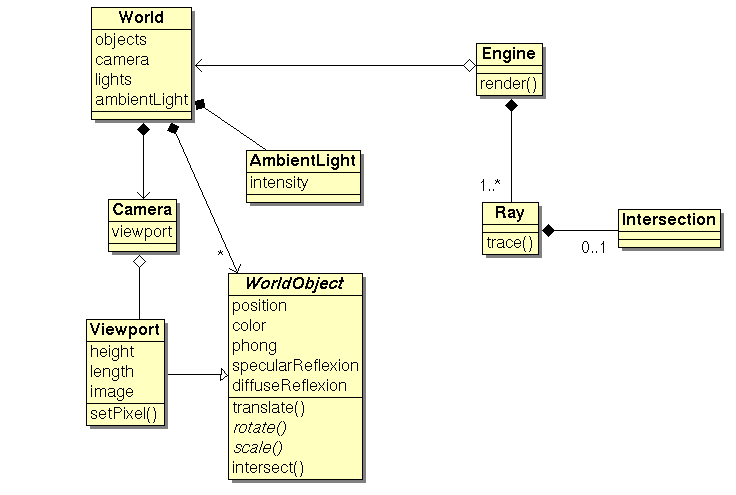 World
objects
camera
lights
ambientLight
Engine
render()
AmbientLight
intensity
1..*
Camera
viewport
Ray
trace()
Intersection
0..1
*
WorldObject
position
color
phong
specularReflexion
diffuseReflexion
translate()
rotate()
scale()
intersect()
Viewport
height
length
image
setPixel()